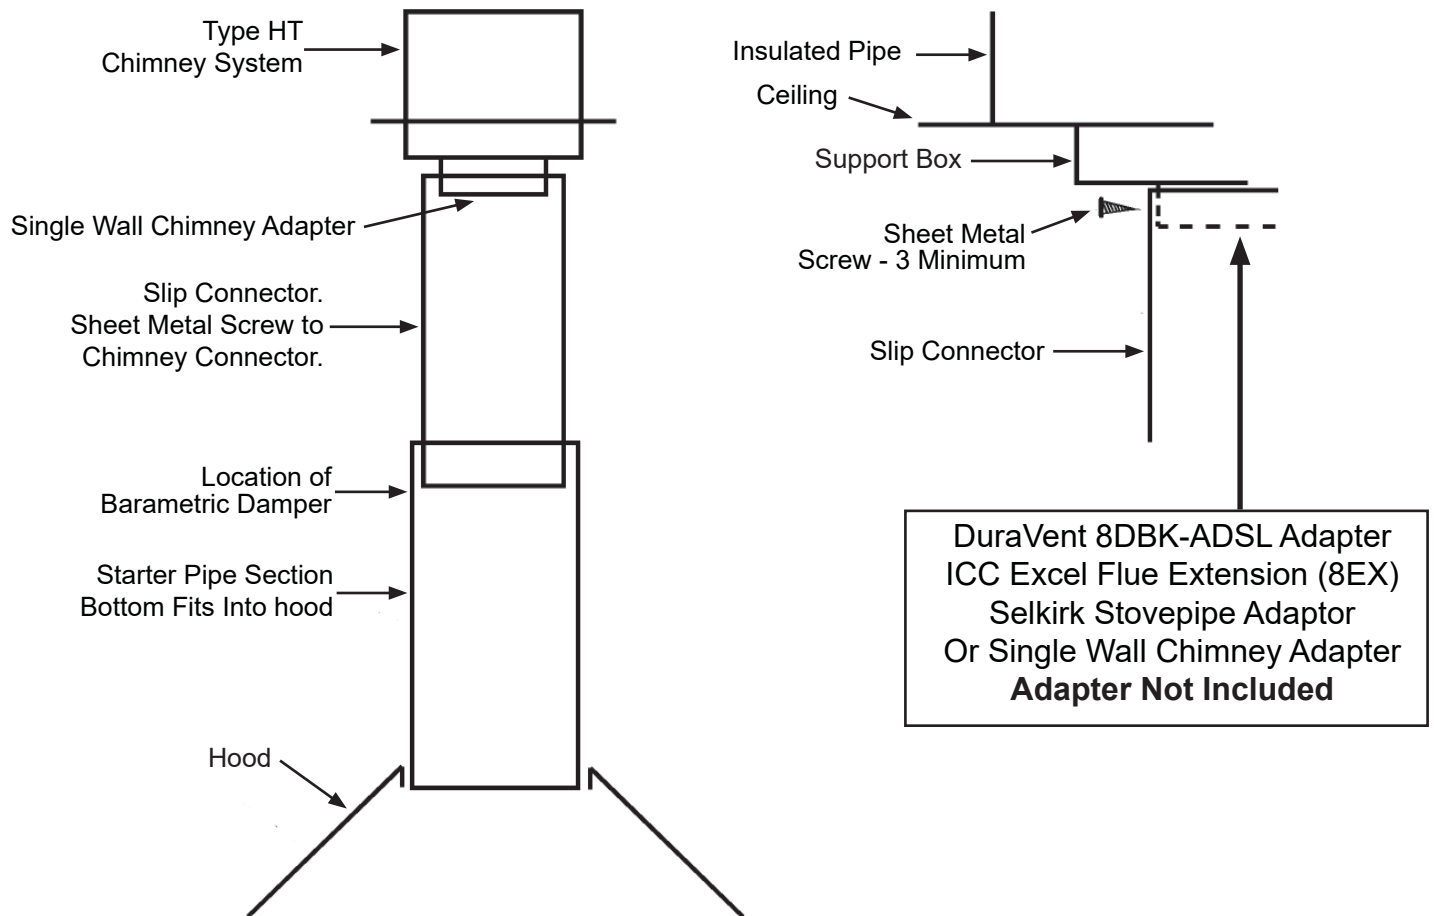 Type HT
Chimney System
Single Wall Chimney Adapter
Slip Connector.
Sheet Metal Screw to
Chimney Connector.
Location of
Barametric Damper
Starter Pipe Section
Bottom Fits Into hood
Hood
Insulated Pipe
Ceiling
Support Box
Sheet Metal
Screw - 3 Minimum
Slip Connector
DuraVent 8DBK-ADSL Adapter
ICC Excel Flue Extension (8EX)
Selkirk Stovepipe Adaptor
Or Single Wall Chimney Adapter
Adapter Not Included